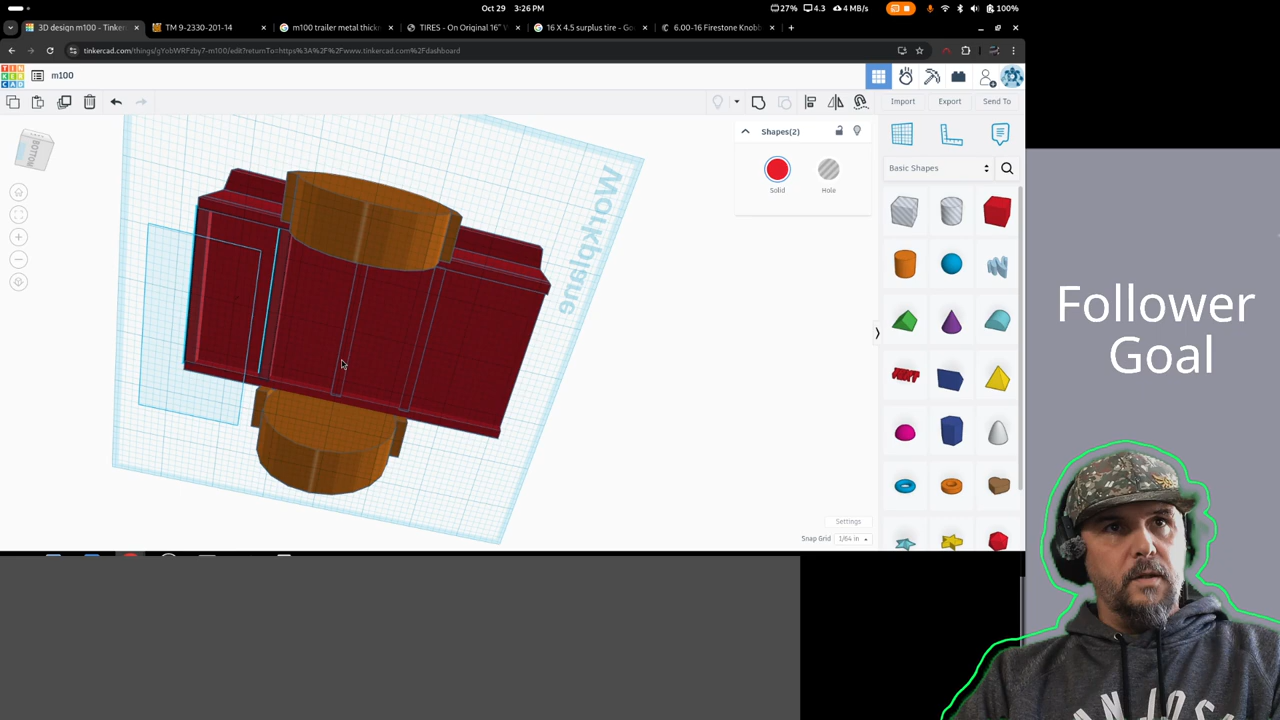 Oct 29 3:26 PM
27% 4.3 4 MB/s 100%
3D design m100 - Tinker
TM 9-2330-201-14
m100 trailer metal thickn
TIRES - On Original 16" V
16 X 4.5 surplus tire - Go
6.00-16 Firestone Knobb
tinkercad.com/things/gYobWRFzby7-m100/edit?returnTo=https%3A%2F%2Fwww.tinkercad.com%2Fdashboard
TIN
KER
CAD
m100
Import
Export
Send To
BOTTOM
Shapes(2)
Solid
Hole
Basic Shapes
Workplane
Settings
Snap Grid 1/64 in
Follower
Goal